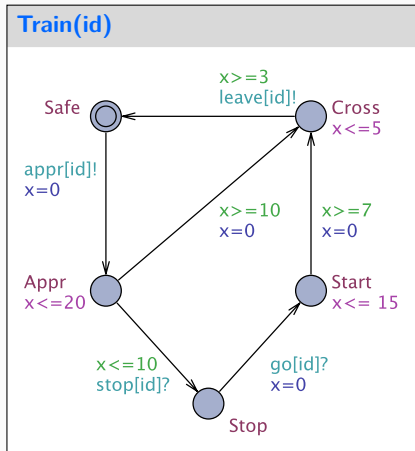 Train(id)
x>=3
leave[id]!
Safe
Cross
x<=5
appr[id]!
x=0
x>=10
x=0
x>=7
x=0
Appr
x<=20
Start
x<= 15
x<=10
stop[id]?
go[id]?
x=0
Stop